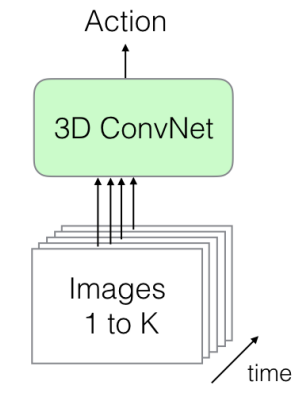 Action
3D ConvNet
Images
1 to K
time